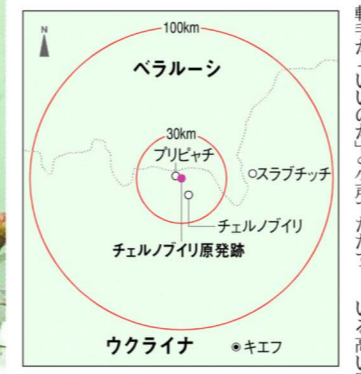 N
100km
ベラルーシ
30km
プリピャチ
スラブチッチ
チェルノブイリ
チェルノブイリ原発跡
ウクライナ
キエフ